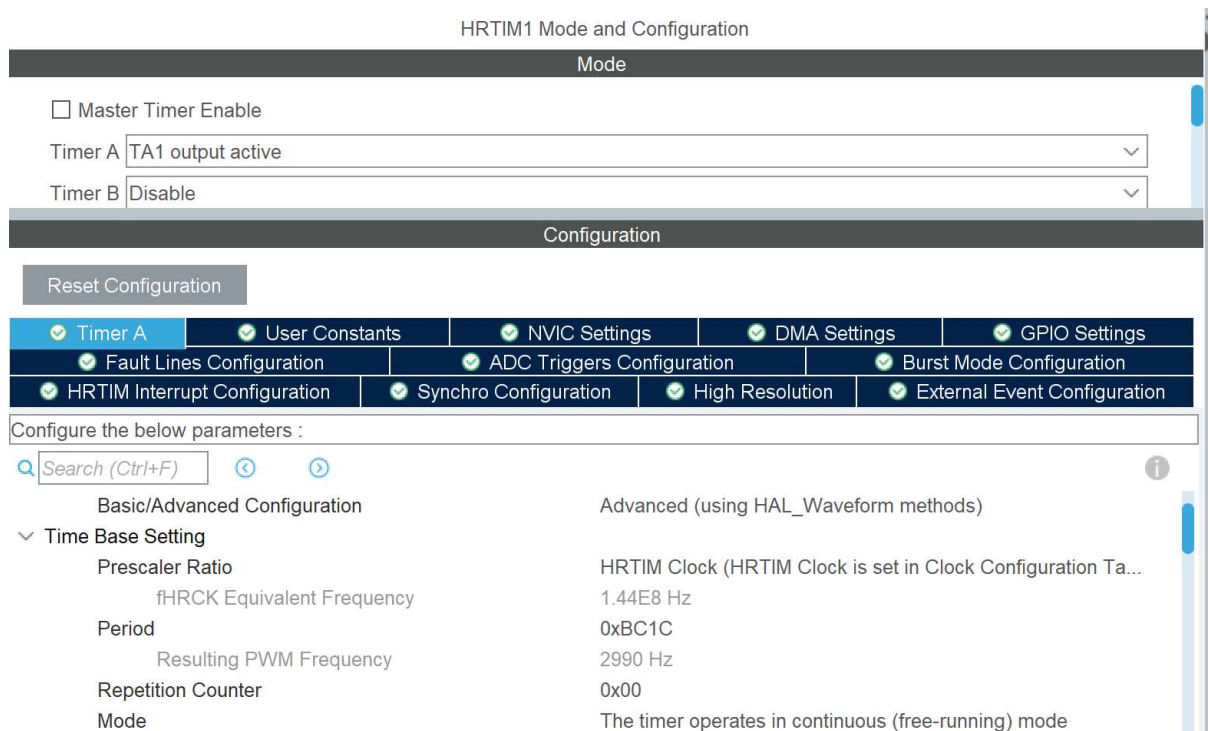 HRTIM1 Mode and Configuration
Mode
Master Timer Enable
Timer A TA1 output active
Timer B Disable
Configuration
Reset Configuration
Timer A User Constants NVIC Settings DMA Settings GPIO Settings
Fault Lines Configuration ADC Triggers Configuration Burst Mode Configuration
HRTIM Interrupt Configuration Synchro Configuration High Resolution External Event Configuration
Configure the below parameters :
Search (Ctrl+F)
Basic/Advanced Configuration Advanced (using HAL_Waveform methods)
Time Base Setting
Prescaler Ratio HRTIM Clock (HRTIM Clock is set in Clock Configuration Ta...
fHRCK Equivalent Frequency 1.44E8 Hz
Period 0xBC1C
Resulting PWM Frequency 2990 Hz
Repetition Counter 0x00
Mode The timer operates in continuous (free-running) mode